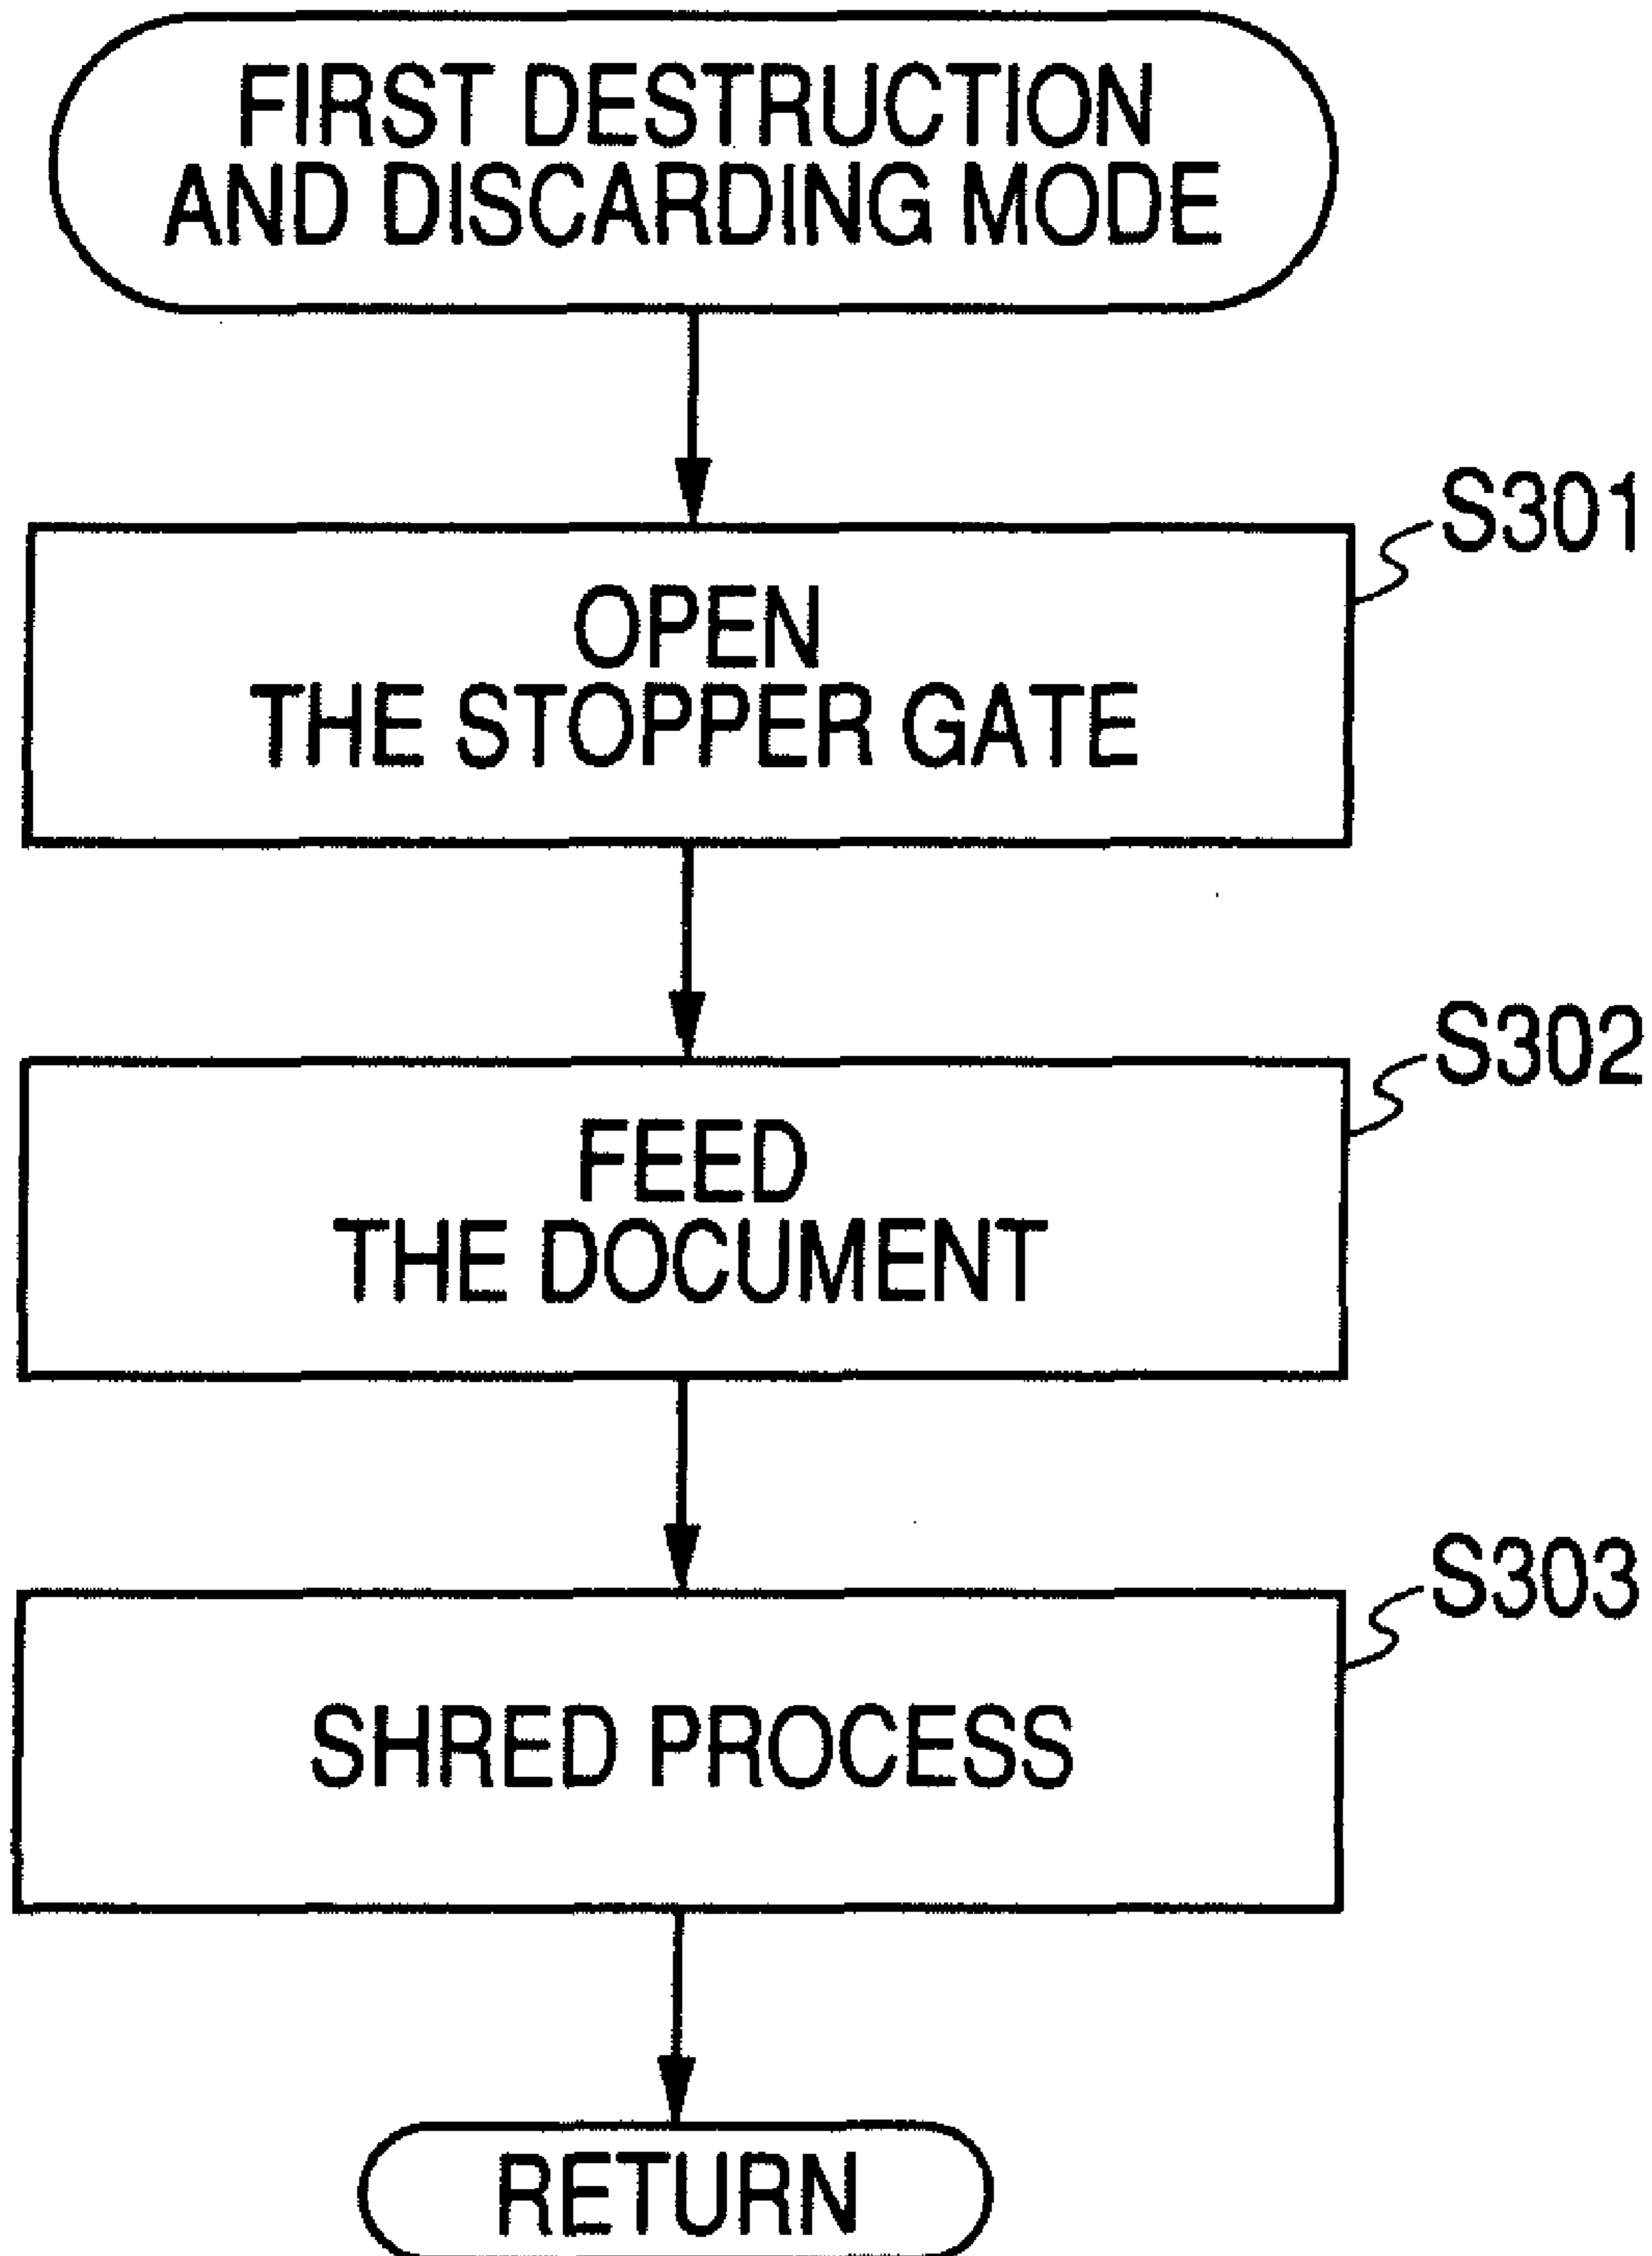 FIRST DESTRUCTION
AND DISCARDING MODE
S301
OPEN
THE STOPPER GATE
S302
FEED
THE DOCUMENT
S303
SHRED PROCESS
RETURN